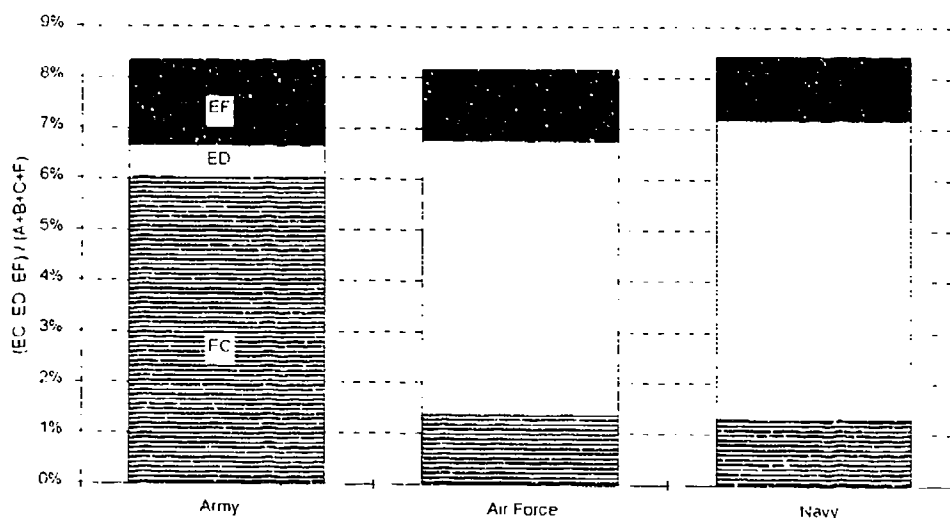 9%
8%
7%
6%
5%
4%
3%
2%
1%
0%
(EC ED EF) / (A+B+C+F)
EF
ED
EC
Army
Air Force
Navy